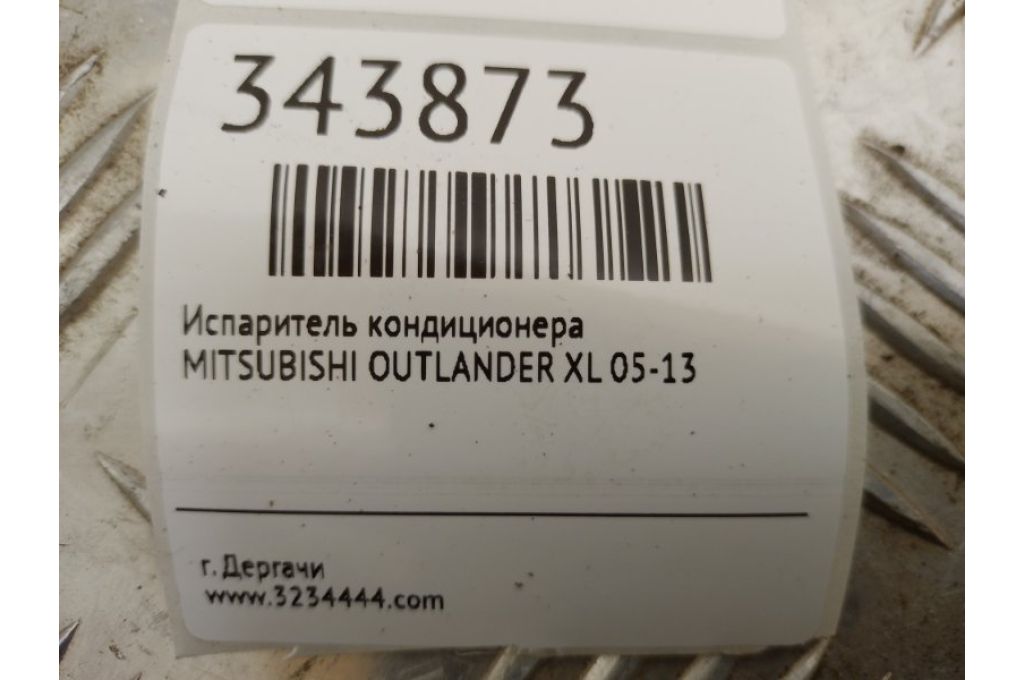 343873
Испаритель кондиционера
MITSUBISHI OUTLANDER XL 05-13
г. Дергачи
www.3234444.com